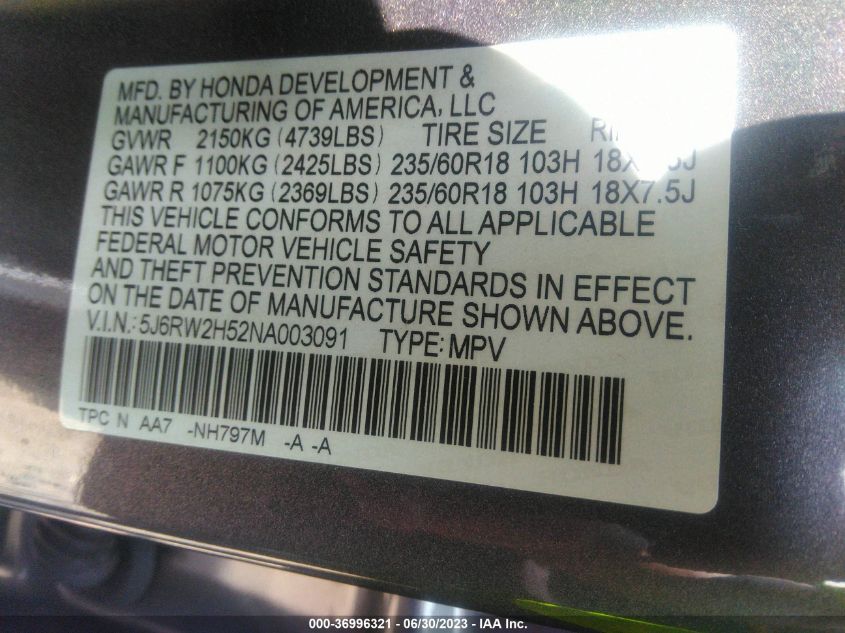 MFD. BY HONDA DEVELOPMENT &
MANUFACTURING OF AMERICA, LLC
GVWR 2150KG (4739LBS) TIRE SIZE
GAWR F 1100KG (2425LBS) 235/60R18 103H
GAWR R 1075KG (2369LBS) 235/60R18 103H 18X7.5J
THIS VEHICLE CONFORMS TO ALL APPLICABLE
FEDERAL MOTOR VEHICLE SAFETY
AND THEFT PREVENTION STANDARDS IN EFFECT
ON THE DATE OF MANUFACTURE SHOWN ABOVE.
V.I.N.: 5J6RW2H52NA003091 TYPE: MPV
TPC N AA7 -NH797M -A -A
000-36996321 - 06/30/2023 - IAA Inc.